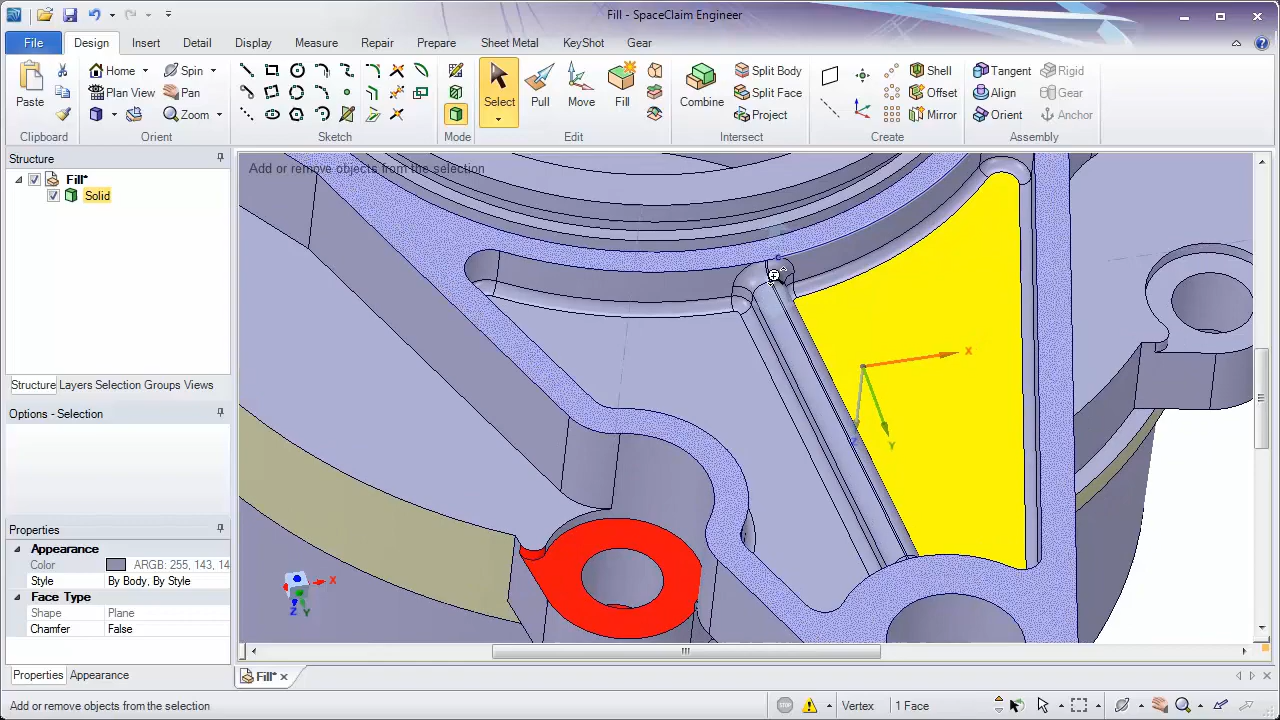 Fill - SpaceClaim Engineer
File Design Insert Detail Display Measure Repair Prepare Sheet Metal KeyShot Gear
Paste
Clipboard
Home
Plan View
Spin
Pan
Zoom
Orient
Sketch
Mode
Select
Pull
Move
Fill
Edit
Combine
Split Body
Split Face
Project
Intersect
Shell
Offset
Mirror
Create
Tangent
Align
Orient
Rigid
Gear
Anchor
Assembly
Structure
Fill*
Solid
Structure Layers Selection Groups Views
Options - Selection
Properties
Appearance
Color ARGB: 255, 143, 14
Style By Body, By Style
Face Type
Shape Plane
Chamfer False
Properties Appearance
Add or remove objects from the selection
X
Y
X
Y
Z
Fill*
Add or remove objects from the selection
Vertex
1 Face